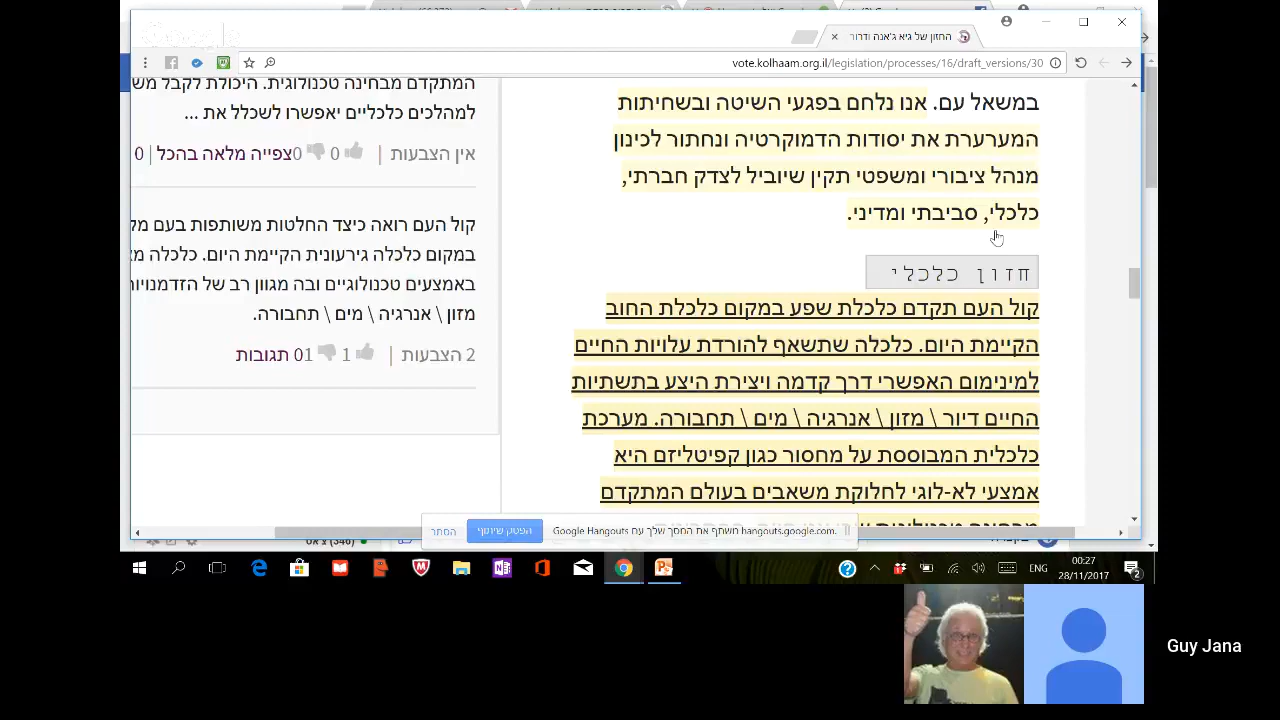 החזון של גיא ג'אנה ודרור
vote.kolhaam.org.il/legislation/processes/16/draft_versions/30
במשאל עם. אנו נלחם בפגעי השיטה ובשחיתות
המערערת את יסודות הדמוקרטיה ונחתור לכינון
מנהל ציבורי ומשפטי תקין שיוביל לצדק חברתי,
כלכלי, סביבתי ומדיני.
חזון כלכלי
קול העם תקדם כלכלת שפע במקום כלכלת החוב
הקיימת היום. כלכלה שתשאף להורדת עלויות החיים
למינימום האפשרי דרך קדמה ויצירת היצע בתשתיות
החיים דיור \ מזון \ אנרגיה \ מים \ תחבורה. מערכת
כלכלית המבוססת על מחסור כגון קפיטליזם היא
אמצעי לא-לוגי לחלוקת משאבים בעולם המתקדם
המתקדם מבחינה טכנולוגית. היכולת לקבל מש
למהלכים כלכליים יאפשרו לשכלל את ...
אין הצבעות | 0 0 צפייה מלאה בהכל | 0
קול העם רואה כיצד החלטות משותפות בעם מל
במקום כלכלה גירעונית הקיימת היום. כלכלה מ
באמצעים טכנולוגיים ובה מגוון רב של הזדמנויות
מזון \ אנרגיה \ מים \ תחבורה.
2 הצבעות | 1 1 0 תגובות
hangouts.google.com משתף את המסך שלך עם Google Hangouts.
הפסק שיתוף
הסתר
ENG
00:27
28/11/2017
2
Guy Jana